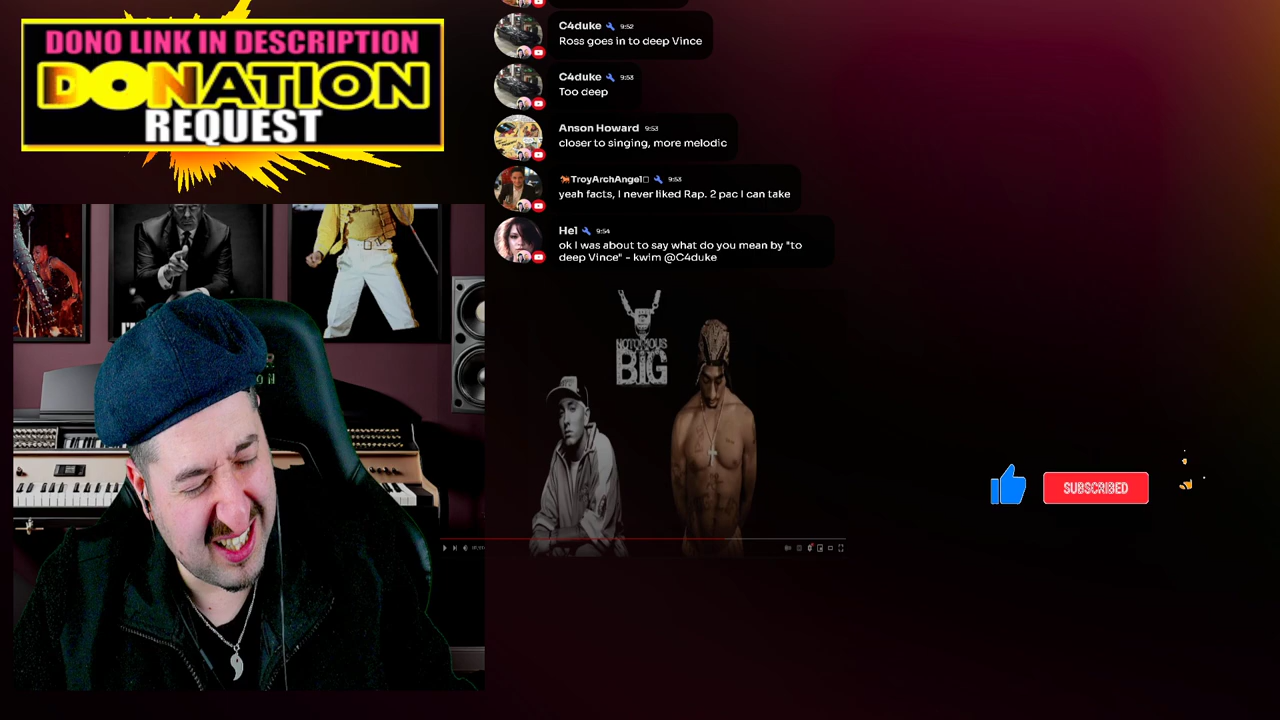 DONO LINK IN DESCRIPTION
DONATION
REQUEST
C4duke 9:52
Ross goes in to deep Vince
C4duke 9:53
Too deep
Anson Howard 9:53
closer to singing, more melodic
TroyArchAngel 9:53
yeah facts, I never liked Rap. 2 pac I can take
Hel 9:54
ok I was about to say what do you mean by "to
deep Vince" - kwim @C4duke
NOTORIOUS
BIG
SUBSCRIBED